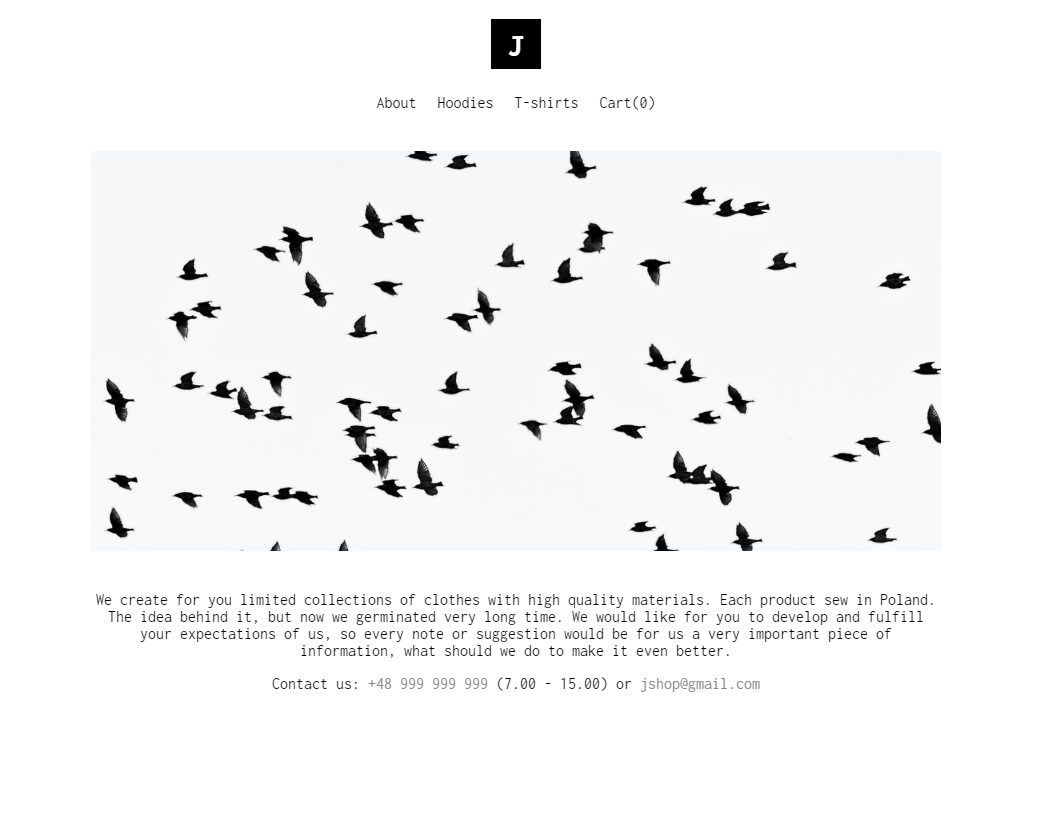 J
About Hoodies T-shirts Cart(0)
We create for you limited collections of clothes with high quality materials. Each product sew in Poland.
The idea behind it, but now we germinated very long time. We would like for you to develop and fulfill
your expectations of us, so every note or suggestion would be for us a very important piece of
information, what should we do to make it even better.
Contact us: +48 999 999 999 (7.00 - 15.00) or jshop@gmail.com